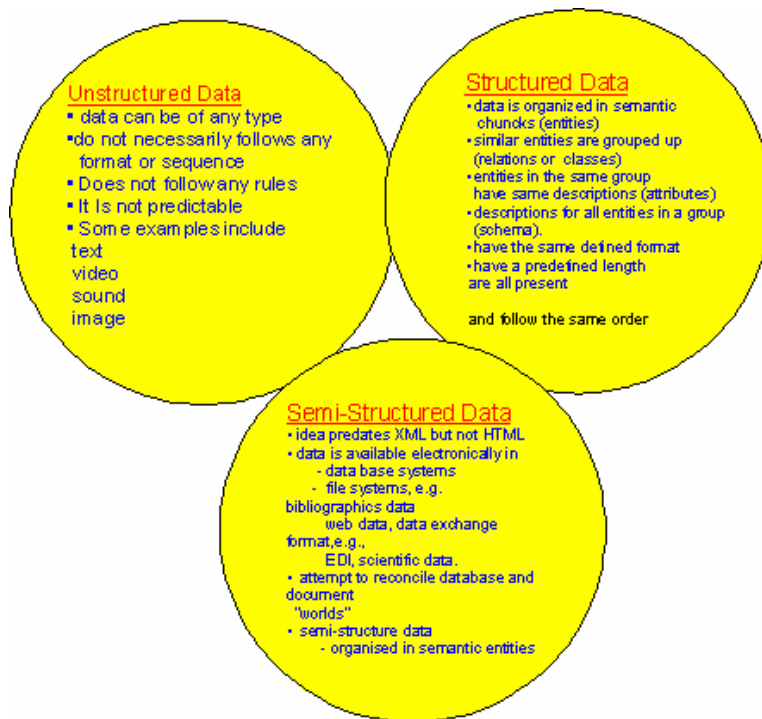 Unstructured Data
▪ data can be of any type
▪do not necessarily follows any
format or sequence
▪ Does not follow any rules
▪ It Is not predictable
▪ Some examples include
text
video
sound
image
Structured Data
•data is organized in semantic
chuncks (entities)
•similar entities are grouped up
(relations or classes)
•entities in the same group
have same descriptions (attributes)
•descriptions for all entities in a group
(schema).
•have the same defined format
•have a predefined length
are all present
and follow the same order
Semi-Structured Data
• idea predates XML but not HTML
• data is available electronically in
- data base systems
- file systems, e.g.
bibliographics data
web data, data exchange
format,e.g.,
EDI, scientific data.
• attempt to reconcile database and
document
"worlds"
• semi-structure data
- organised in semantic entities